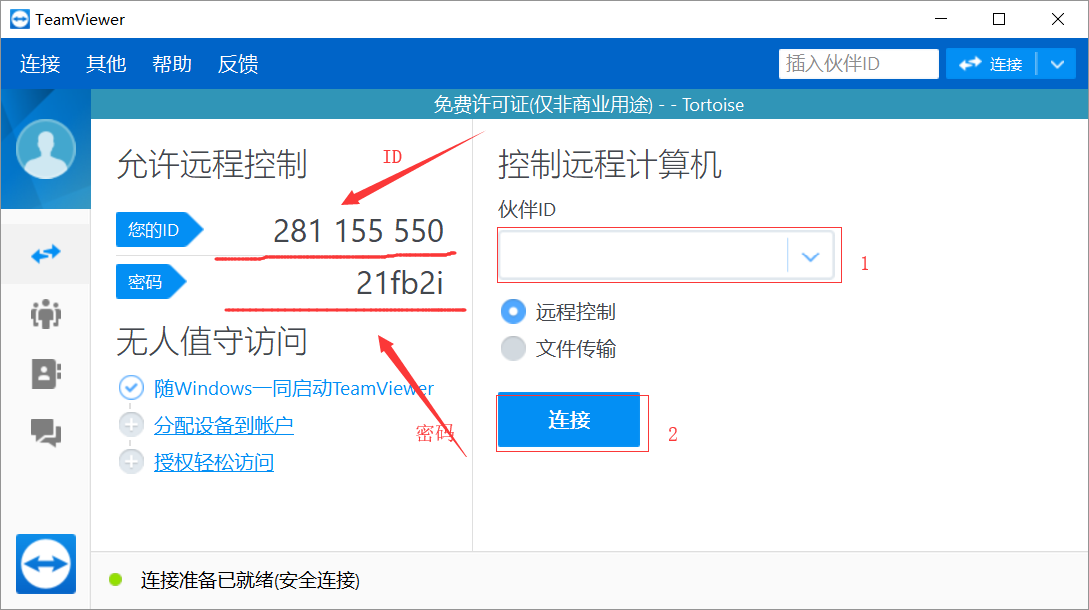 TeamViewer
连接 其他 帮助 反馈
插入伙伴ID
连接
免费许可证(仅非商业用途) - - Tortoise
允许远程控制
ID
您的ID
281 155 550
密码
21fb2i
密码
无人值守访问
随Windows一同启动TeamViewer
分配设备到帐户
授权轻松访问
控制远程计算机
伙伴ID
1
远程控制
文件传输
连接
2
连接准备已就绪(安全连接)